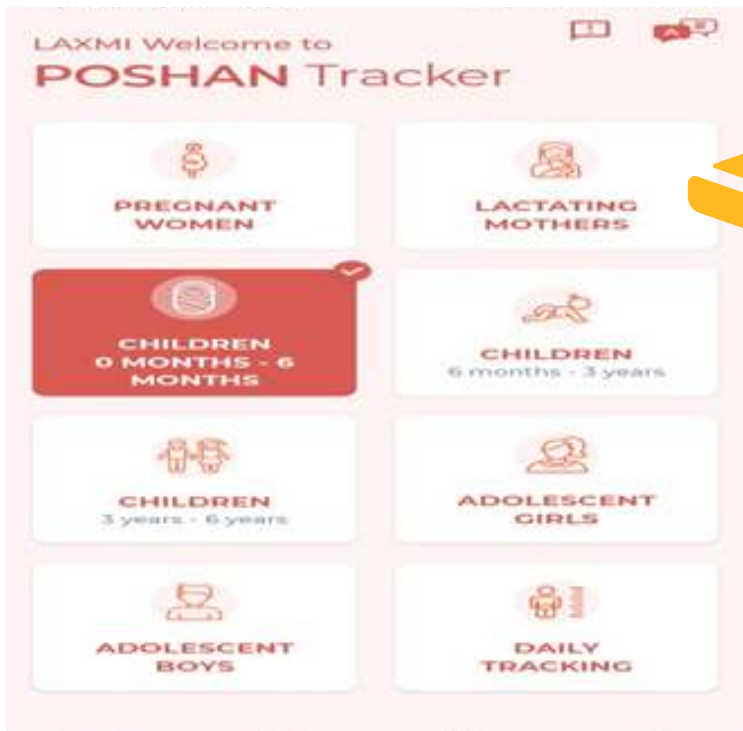 LAXMI Welcome to
POSHAN Tracker
PREGNANT
WOMEN
LACTATING
MOTHERS
CHILDREN
0 MONTHS - 6
MONTHS
CHILDREN
6 months - 3 years
CHILDREN
3 years - 6 years
ADOLESCENT
GIRLS
ADOLESCENT
BOYS
DAILY
TRACKING